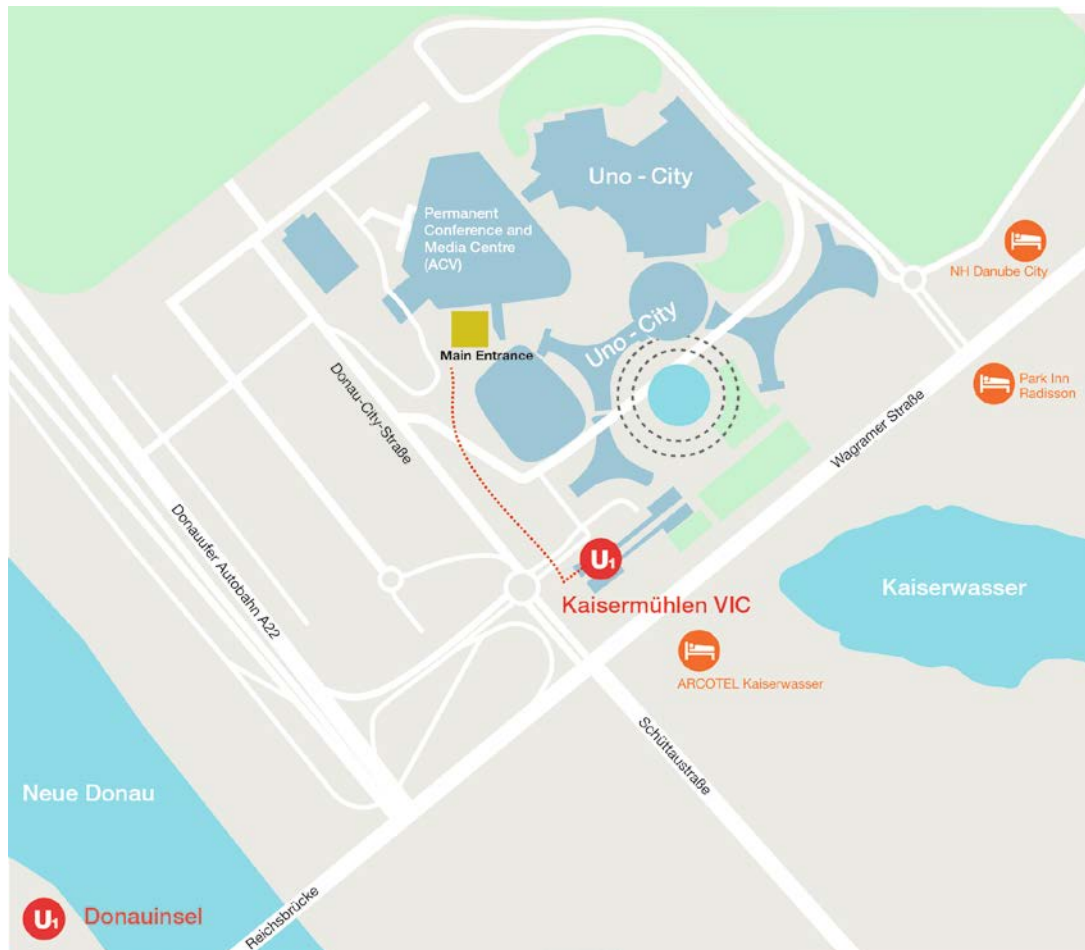 Uno - City
Permanent
Conference and
Media Centre
(ACV)
NH Danube City
Uno - City
Main Entrance
Park Inn
Radisson
Donau-City-Straße
Wagramer Straße
Donauufer Autobahn A22
U1
Kaisermühlen VIC
Kaiserwasser
ARCOTEL Kaiserwasser
Schüttaustraße
Neue Donau
Reichsbrücke
U1 Donauinsel